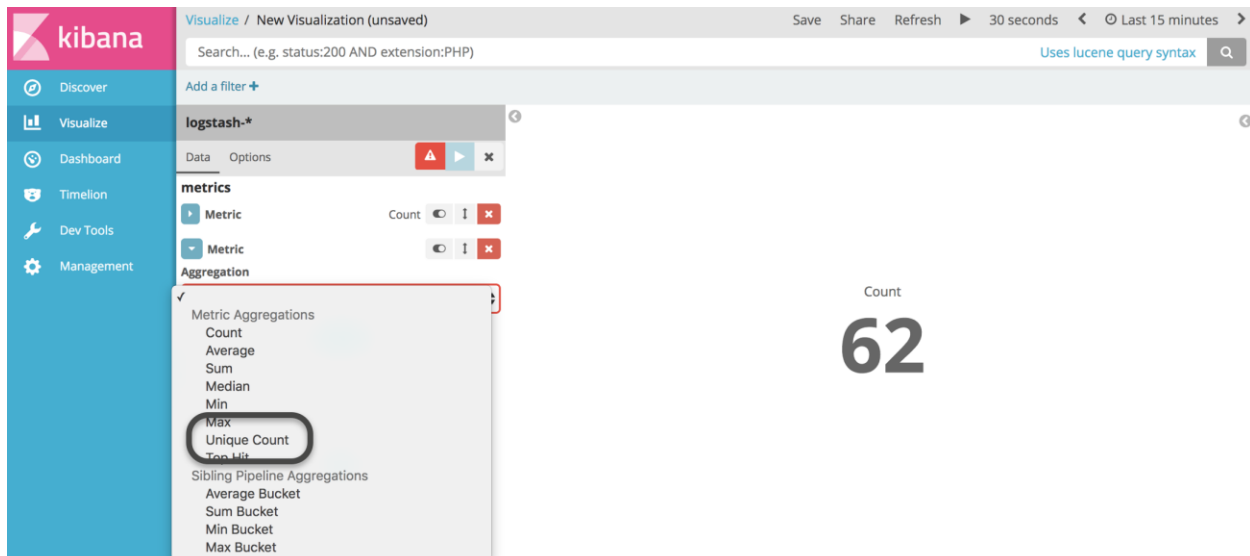 kibana
Discover
Visualize
Dashboard
Timelion
Dev Tools
Management
Visualize / New Visualization (unsaved)
Save Share Refresh 30 seconds Last 15 minutes
Search... (e.g. status:200 AND extension:PHP)
Uses lucene query syntax
Add a filter +
logstash-*
Data Options
metrics
Metric Count
Metric
Aggregation
Metric Aggregations
Count
Average
Sum
Median
Min
Max
Unique Count
Top Hit
Sibling Pipeline Aggregations
Average Bucket
Sum Bucket
Min Bucket
Max Bucket
Count
62